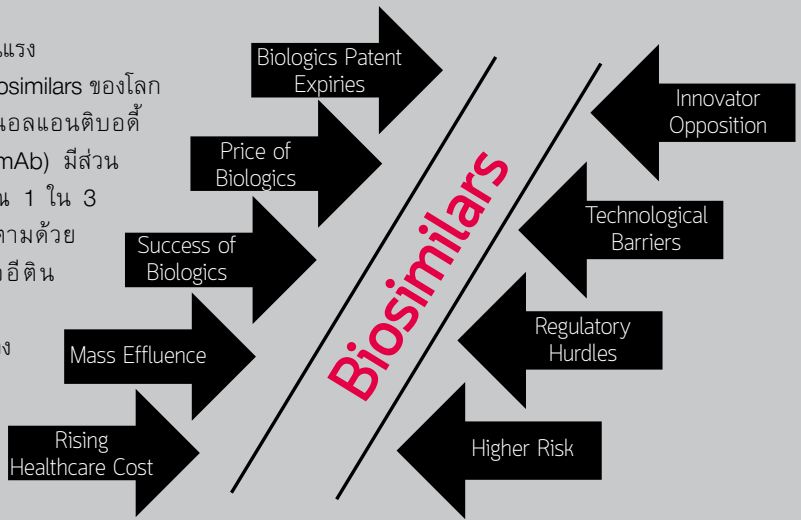 แรง
osimilars ของโลก
นอลแอนติบอดี้
mAb) มีส่วน
ณ 1 ใน 3
ตามด้วย
อีติน
Biologics Patent
Expiries
Price of
Biologics
Success of
Biologics
Mass Effluence
Rising
Healthcare Cost
Biosimilars
Innovator
Opposition
Technological
Barriers
Regulatory
Hurdles
Higher Risk